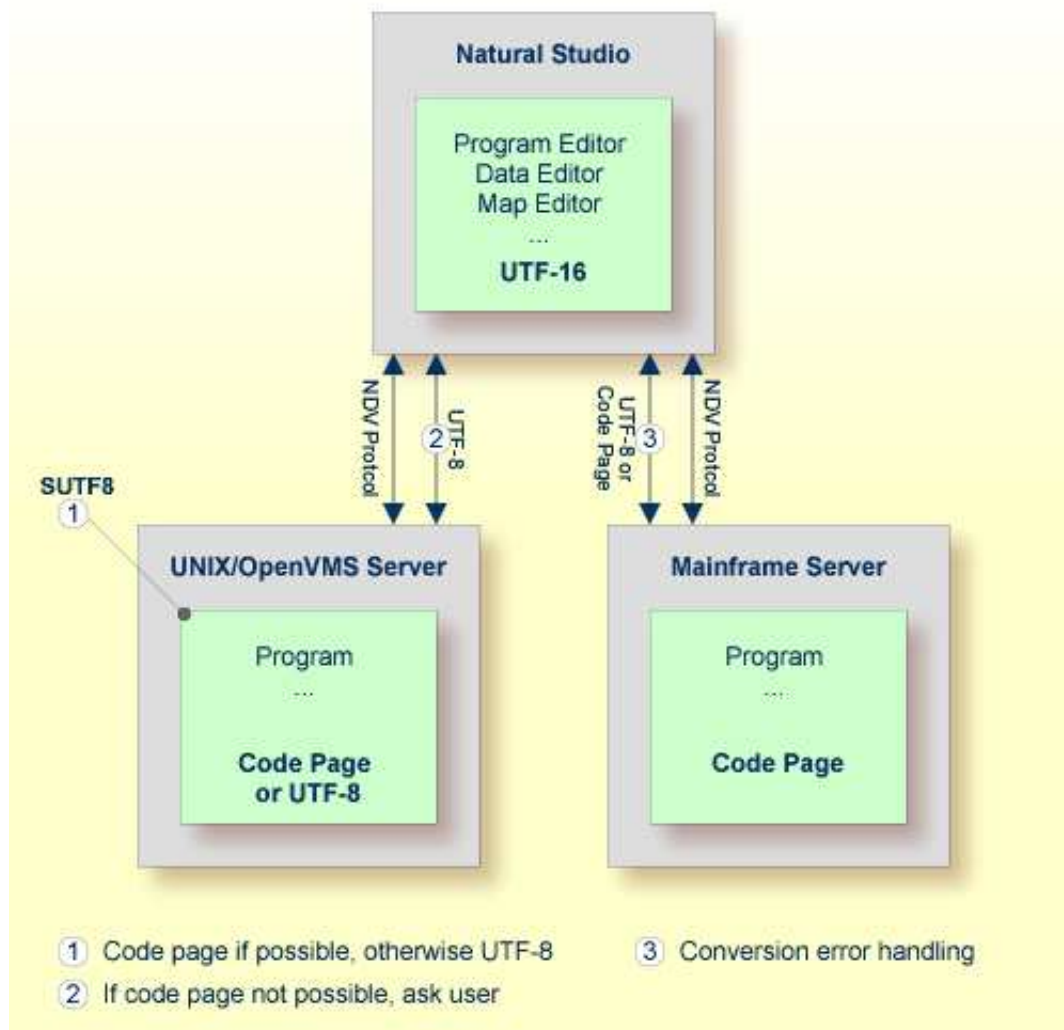 Natural Studio
Program Editor
Data Editor
Map Editor
...
UTF-16
NDV Protcol
2
UTF-8
UTF-8 or
Code Page
3
NDV Protcol
SUTF8
1
UNIX/OpenVMS Server
Program
...
Code Page
or UTF-8
Mainframe Server
Program
...
Code Page
1 Code page if possible, otherwise UTF-8
2 If code page not possible, ask user
3 Conversion error handling